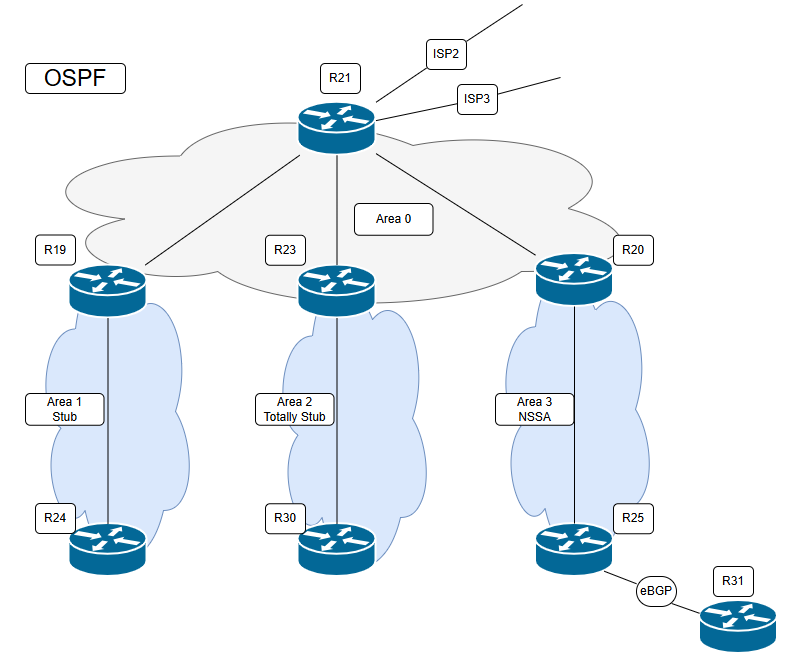 ISP2
OSPF
R21
ISP3
Area 0
R19
R23
R20
Area 1
Stub
Area 2
Totally Stub
Area 3
NSSA
R24
R30
R25
eBGP
R31